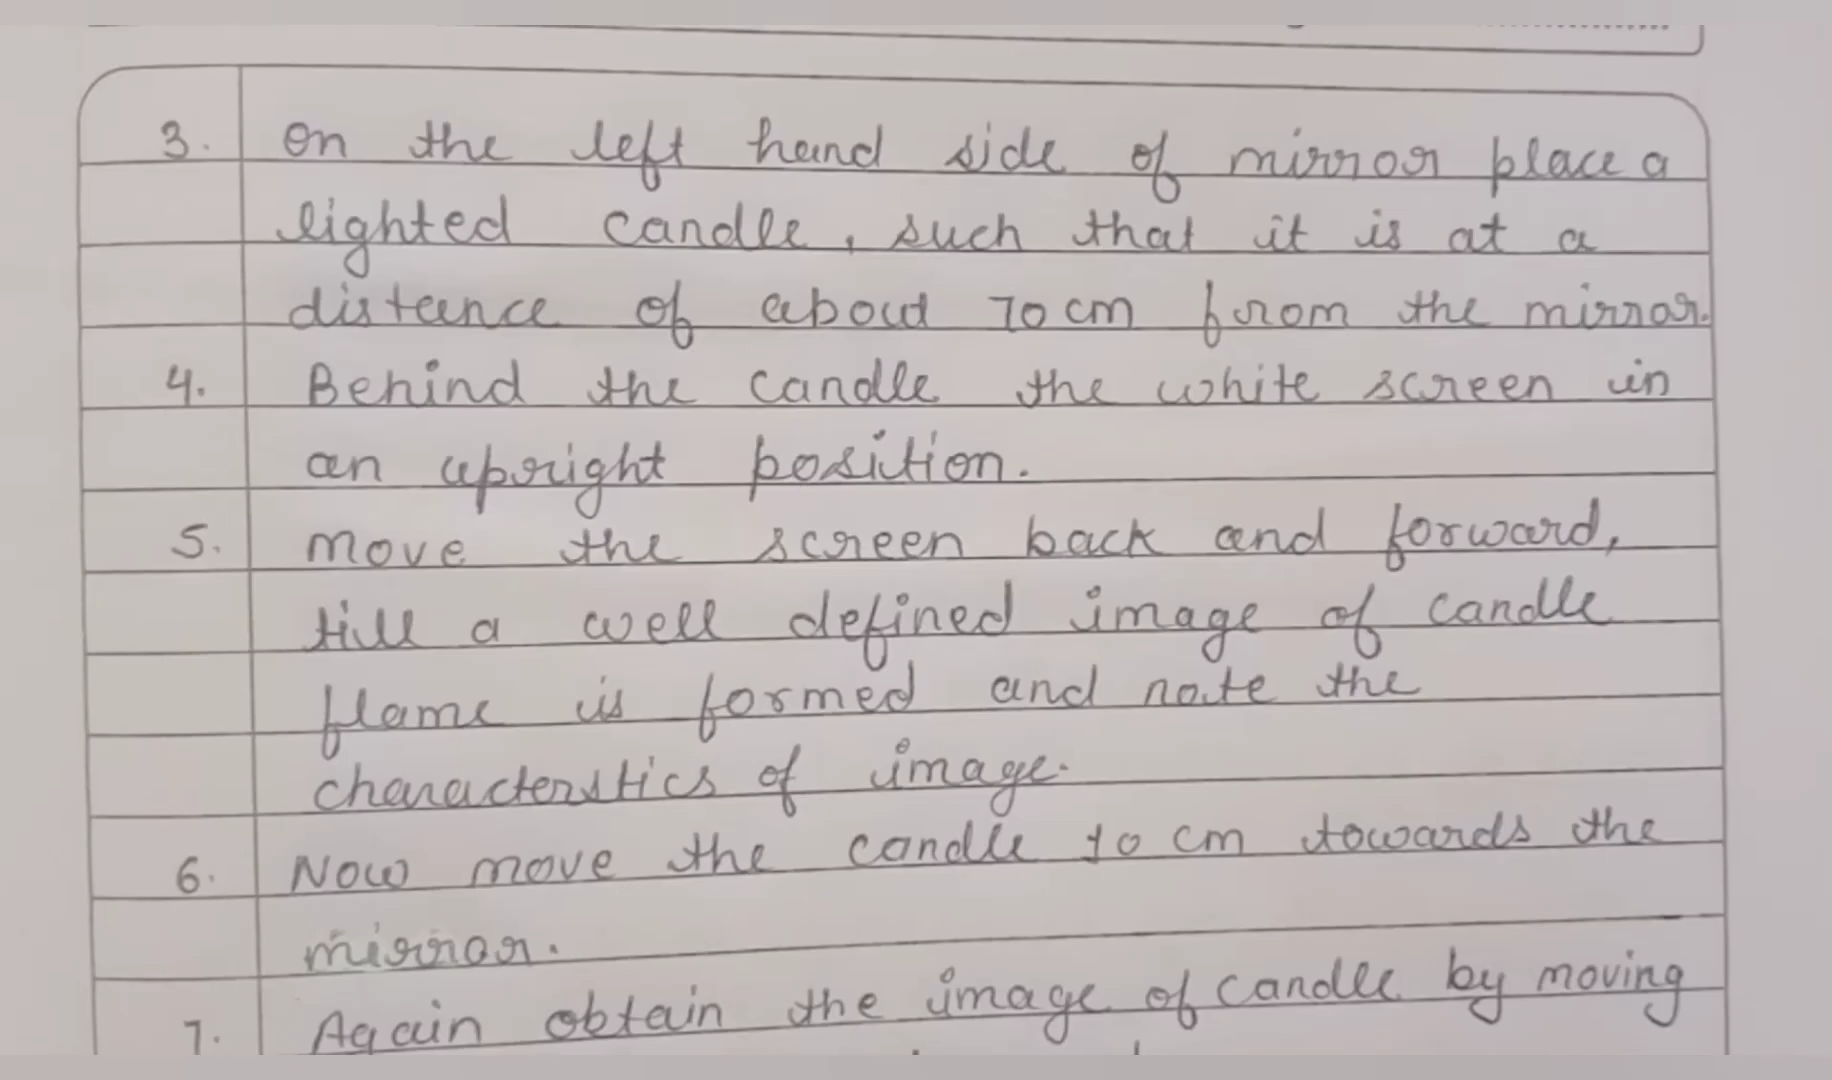 3. On the left hand side of mirror place a
lighted candle, such that it is at a
distance of about 70 cm from the mirror.
4. Behind the candle the white screen in
an upright position.
5. move the screen back and forward,
till a well defined image of candle
flame is formed and note the
characterstics of image.
6. Now move the candle 10 cm towards the
mirror.
7. Again obtain the image of candle by moving